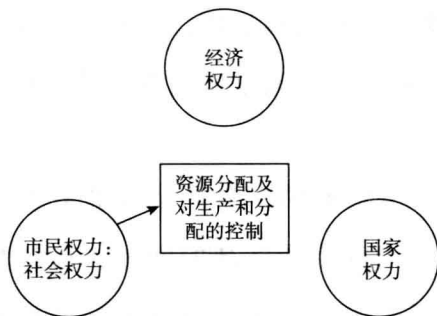 经济
权力
资源分配及
对生产和分
配的控制
市民权力：
社会权力
国家
权力